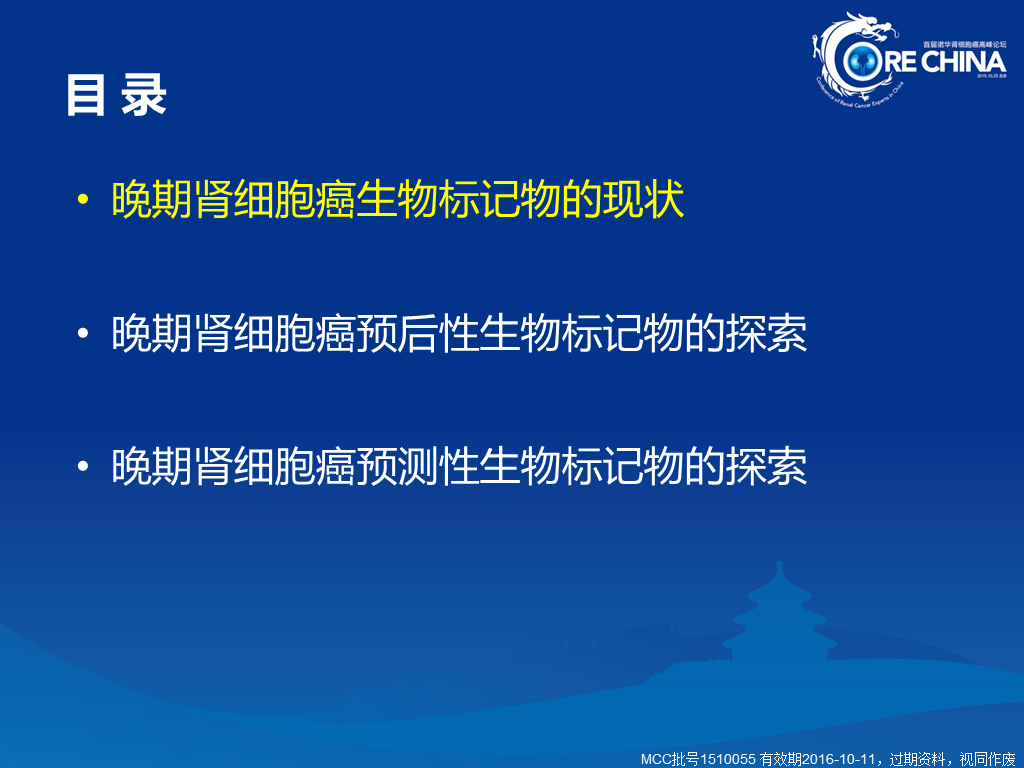 首届诺华肾细胞癌高峰论坛
CORE CHINA
2015.10.25 北京
Conference of Renal Cancer Experts in China
目 录
• 晚期肾细胞癌生物标记物的现状
• 晚期肾细胞癌预后性生物标记物的探索
• 晚期肾细胞癌预测性生物标记物的探索
MCC批号1510055 有效期2016-10-11，过期资料，视同作废